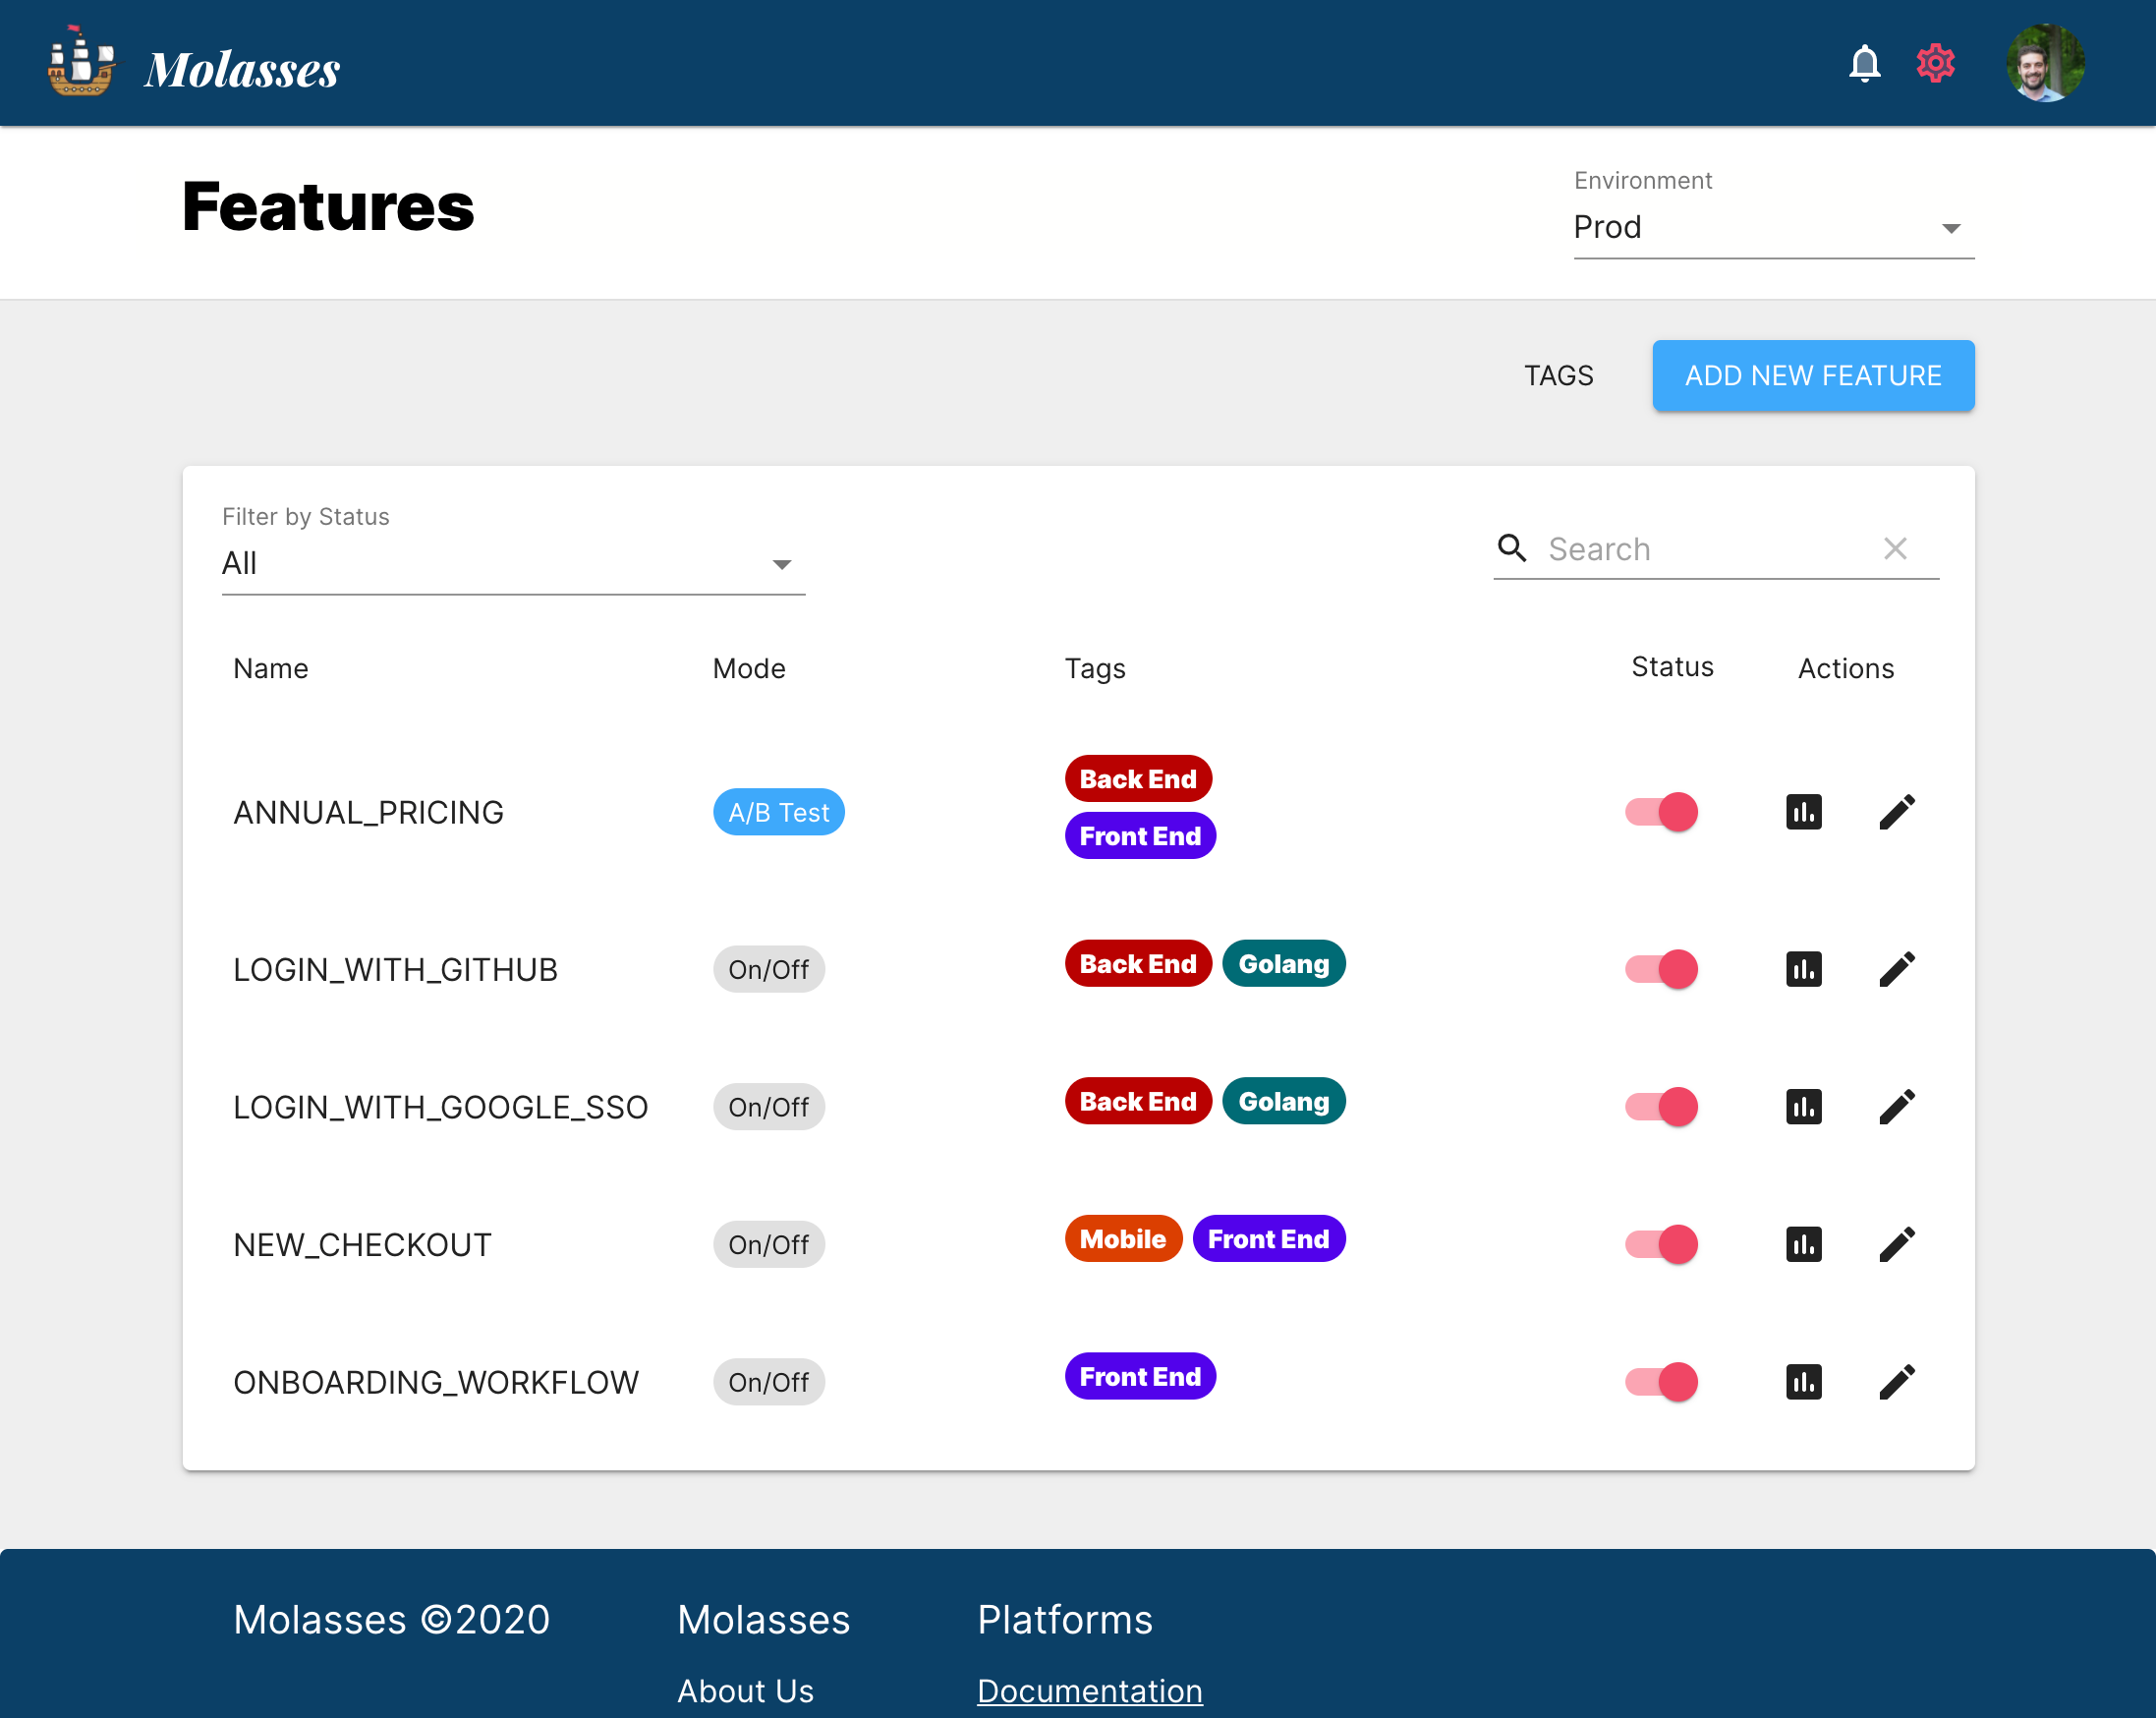 Molasses
Features
Environment
Prod
TAGS
ADD NEW FEATURE
Filter by Status
All
Search
Name Mode Tags Status Actions
ANNUAL_PRICING A/B Test Back End
Front End
LOGIN_WITH_GITHUB On/Off Back End Golang
LOGIN_WITH_GOOGLE_SSO On/Off Back End Golang
NEW_CHECKOUT On/Off Mobile Front End
ONBOARDING_WORKFLOW On/Off Front End
Molasses ©2020 Molasses Platforms
About Us Documentation